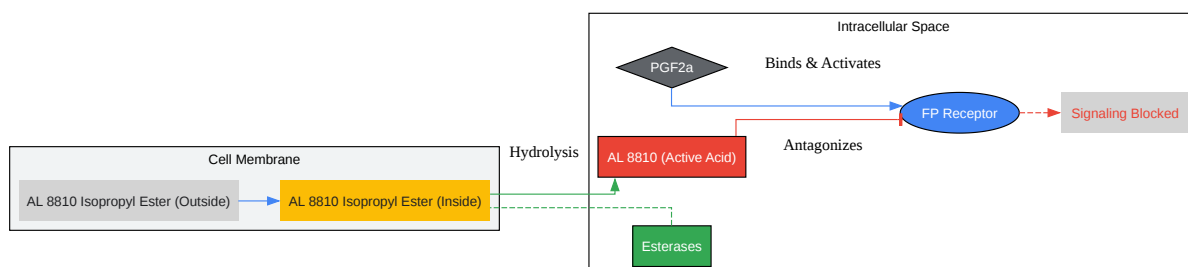 Intracellular Space
PGF2a
Binds & Activates
FP Receptor
Signaling Blocked
Antagonizes
Hydrolysis
AL 8810 (Active Acid)
Cell Membrane
AL 8810 Isopropyl Ester (Outside)
AL 8810 Isopropyl Ester (Inside)
Esterases